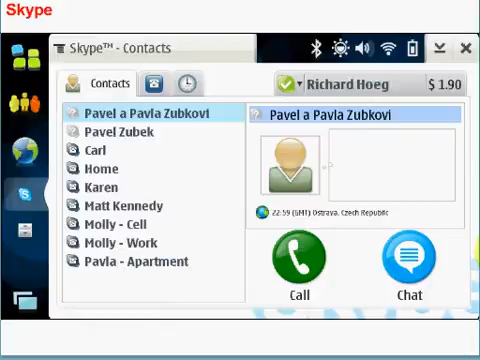 Skype
Skype™ - Contacts
Contacts
Richard Hoeg
$ 1.90
Pavel a Pavla Zubkovi
Pavel Zubek
Carl
Home
Karen
Matt Kennedy
Molly - Cell
Molly - Work
Pavla - Apartment
Pavel a Pavla Zubkovi
22:59 (GMT) Ostrava, Czech Republic
Call
Chat